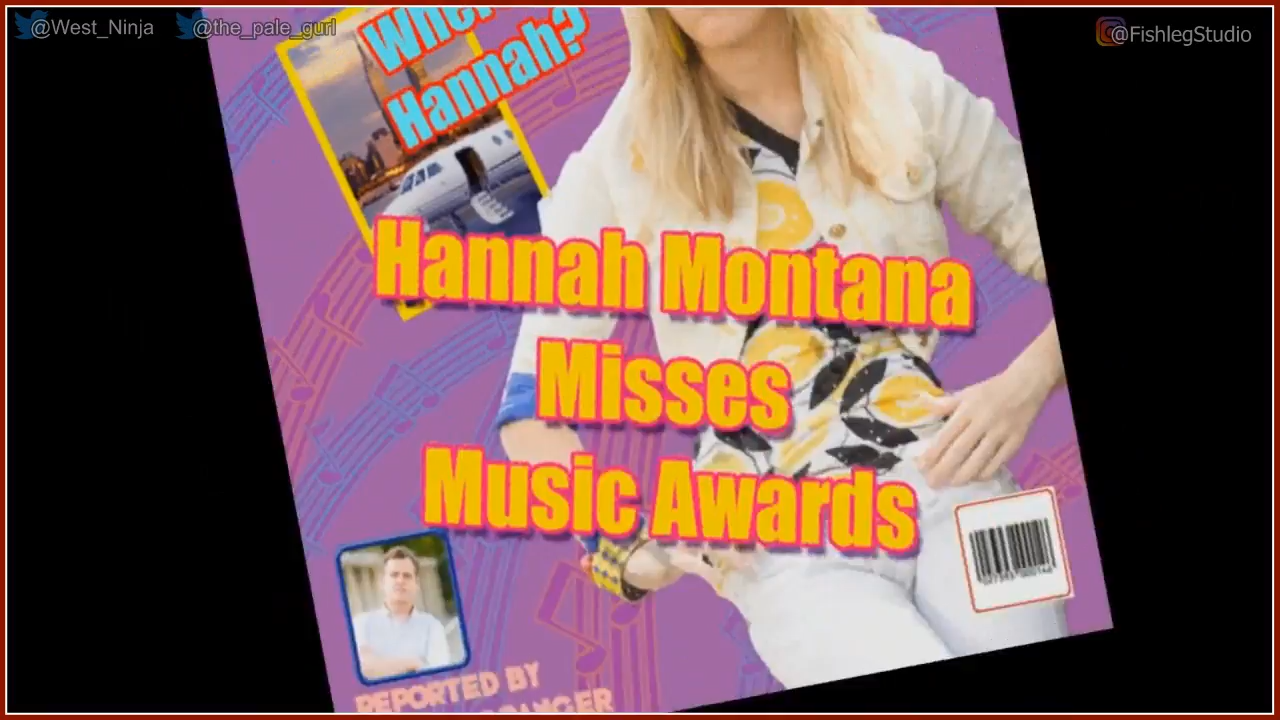 @West_Ninja
@the_pale_gurl
@FishlegStudio
Hannah?
Hannah Montana
Misses
Music Awards
REPORTED BY